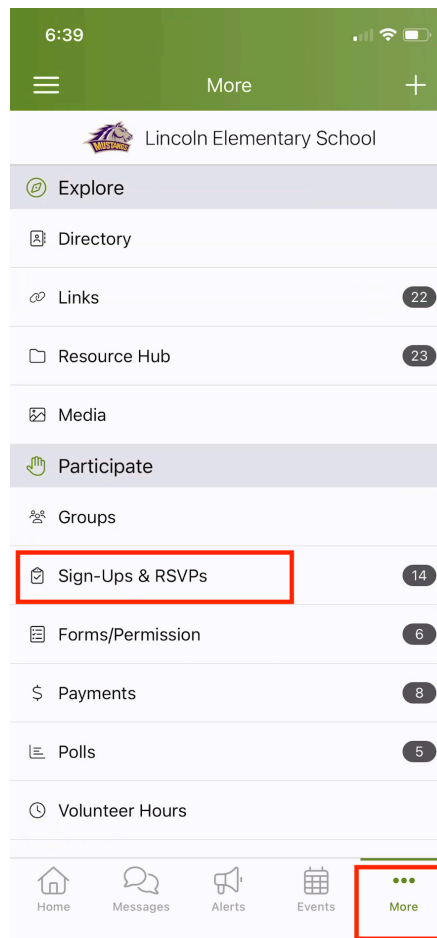 6:39
More
MUSTANGS
Lincoln Elementary School
Explore
Directory
Links 22
Resource Hub 23
Media
Participate
Groups
Sign-Ups & RSVPs 14
Forms/Permission 6
$ Payments 8
Polls 5
Volunteer Hours
Home Messages Alerts Events More